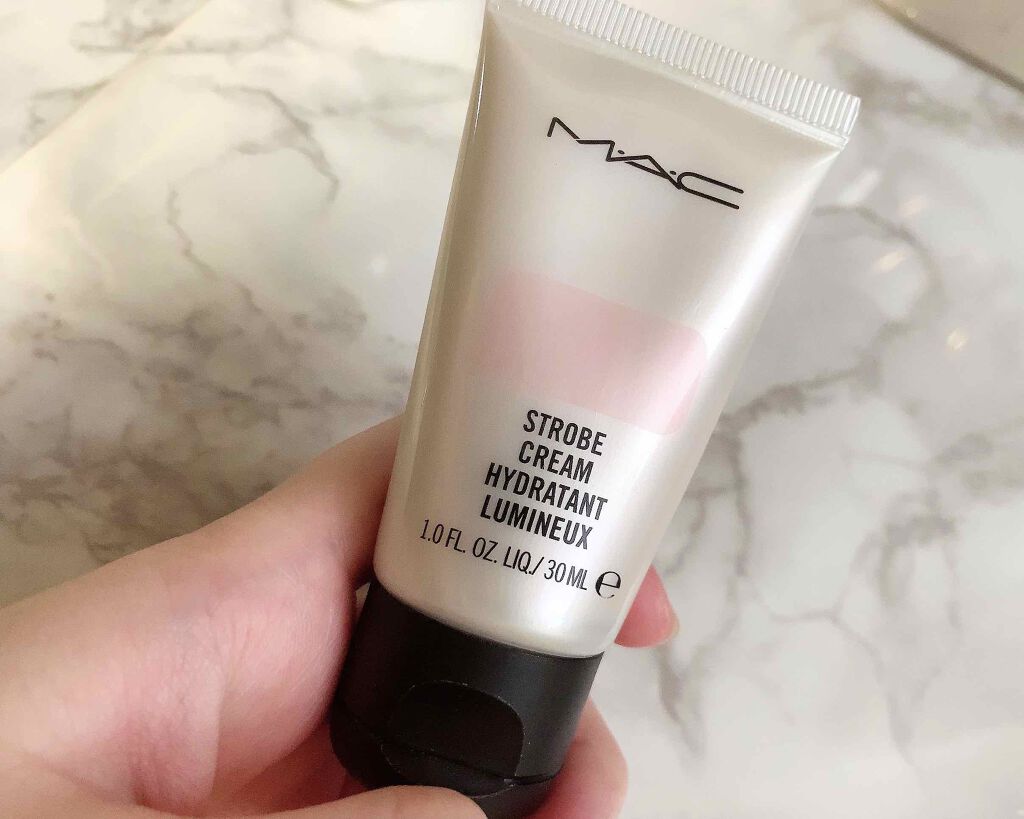 M·A·C
STROBE
CREAM
HYDRATANT
LUMINEUX
1.0 FL. OZ. LIQ./ 30 ML ℮